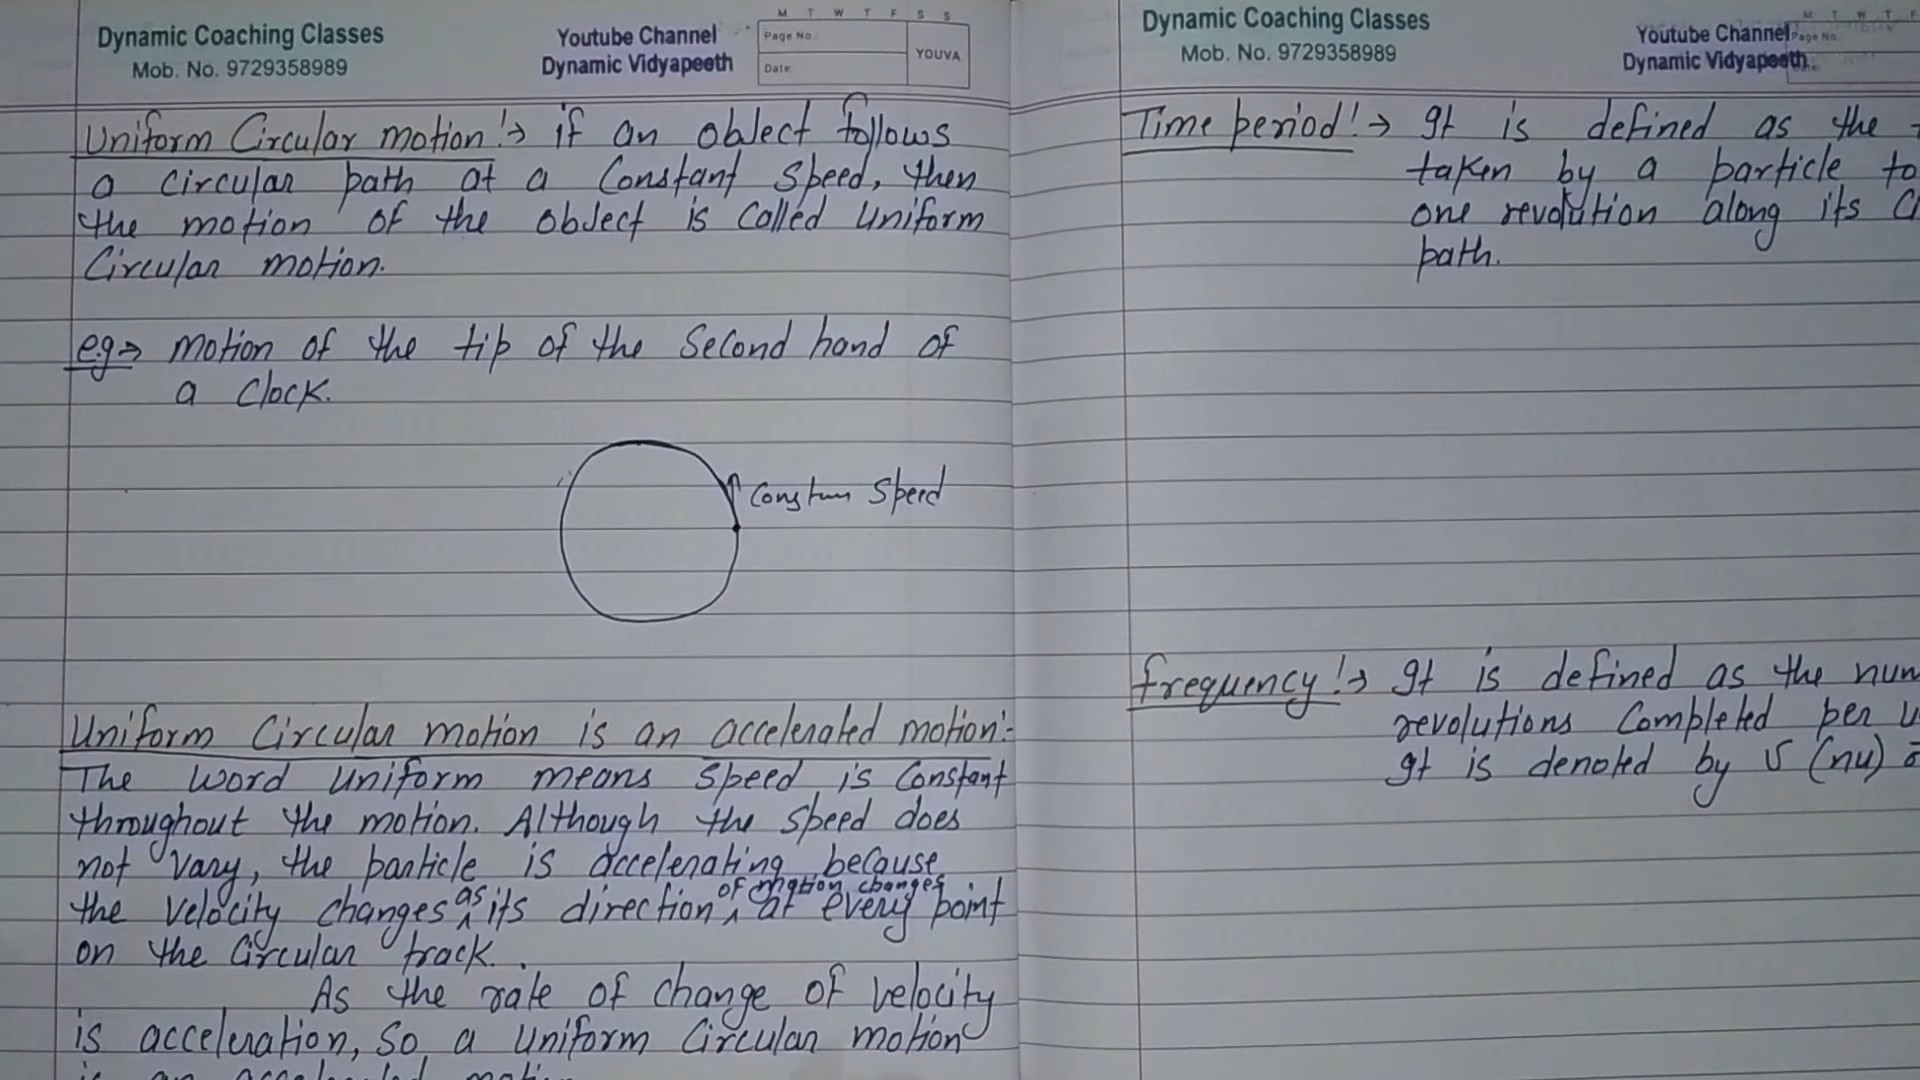 Dynamic Coaching Classes
Mob. No. 9729358989
Youtube Channel
Dynamic Vidyapeeth
M T W T F S S
Page No.
Date:
YOUVA
Uniform Circular motion :→ if an object follows
a circular path at a Constant Speed, then
the motion of the object is called uniform
Circular motion.
e.g→ motion of the tip of the Second hand of
a Clock.
Speed
Uniform Circular motion is an accelerated motion:-
The word uniform means speed is Constant
throughout the motion. Although the speed does
not vary, the particle is accelerating because
the velocity changes as its direction of motion changes at every point
on the Circular track.
As the rate of change of velocity
is acceleration, So a uniform Circular motion
Dynamic Coaching Classes
Mob. No. 9729358989
Youtube Channel
Dynamic Vidyapeeth
M T W T F
Page No.
Time period :→ It is defined as the
taken by a particle to
one revolution along its
path.
frequency :→ It is defined as the
revolutions Completed per
It is denoted by υ (nu)